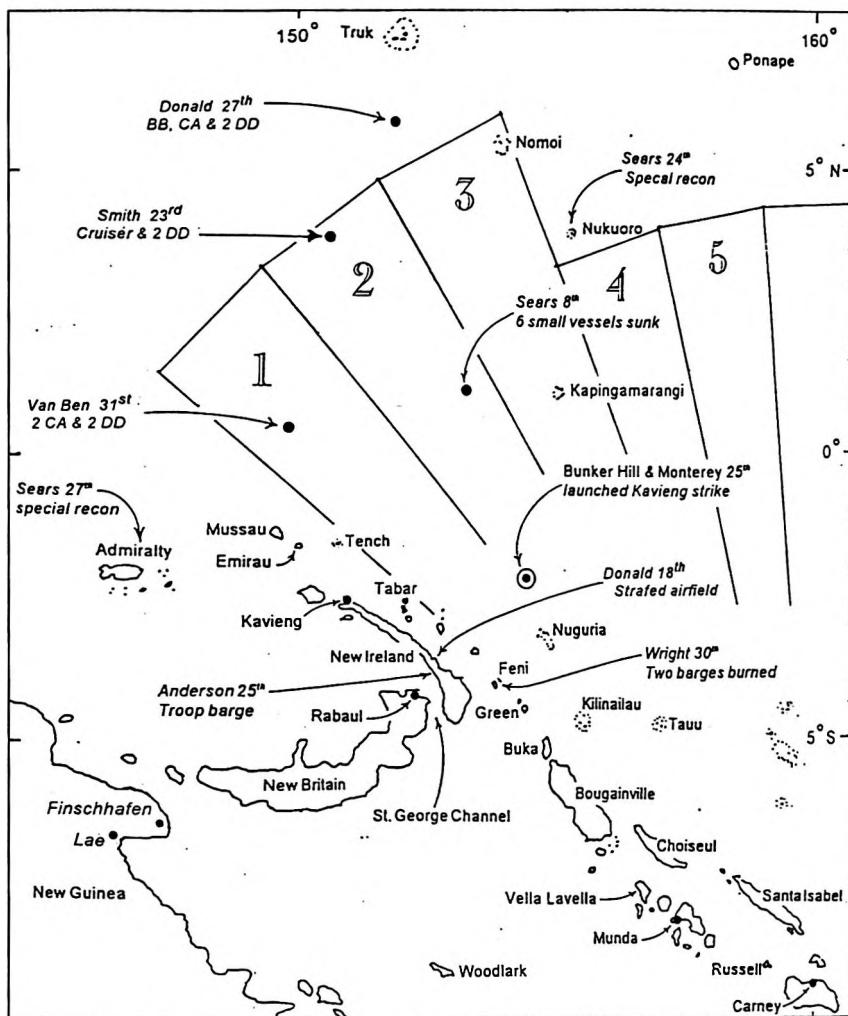 150°
160°
Truk
Ponape
Donald 27th
BB, CA & 2 DD
Nomoi
3
Sears 24th
Specal recon
5° N
Smith 23rd
Cruiser & 2 DD
Nukuoro
2
4
5
Sears 8th
6 small vessels sunk
1
Kapingamarangi
Van Ben 31st
2 CA & 2 DD
0°
Bunker Hill & Monterey 25th
launched Kavieng strike
Sears 27th
special recon
Mussau
Tench
Admiralty
Emirau
Donald 18th
Strafed airfield
Tabar
Kavieng
Nuguria
New Ireland
Wright 30th
Two barges burned
Feni
Anderson 25th
Troop barge
Rabaul
Green
Kilinailau
Tauu
5° S
Buka
New Britain
Bougainville
Finschhafen
St. George Channel
Lae
Choiseul
New Guinea
Vella Lavella
Santa Isabel
Munda
Woodlark
Russell
Carney